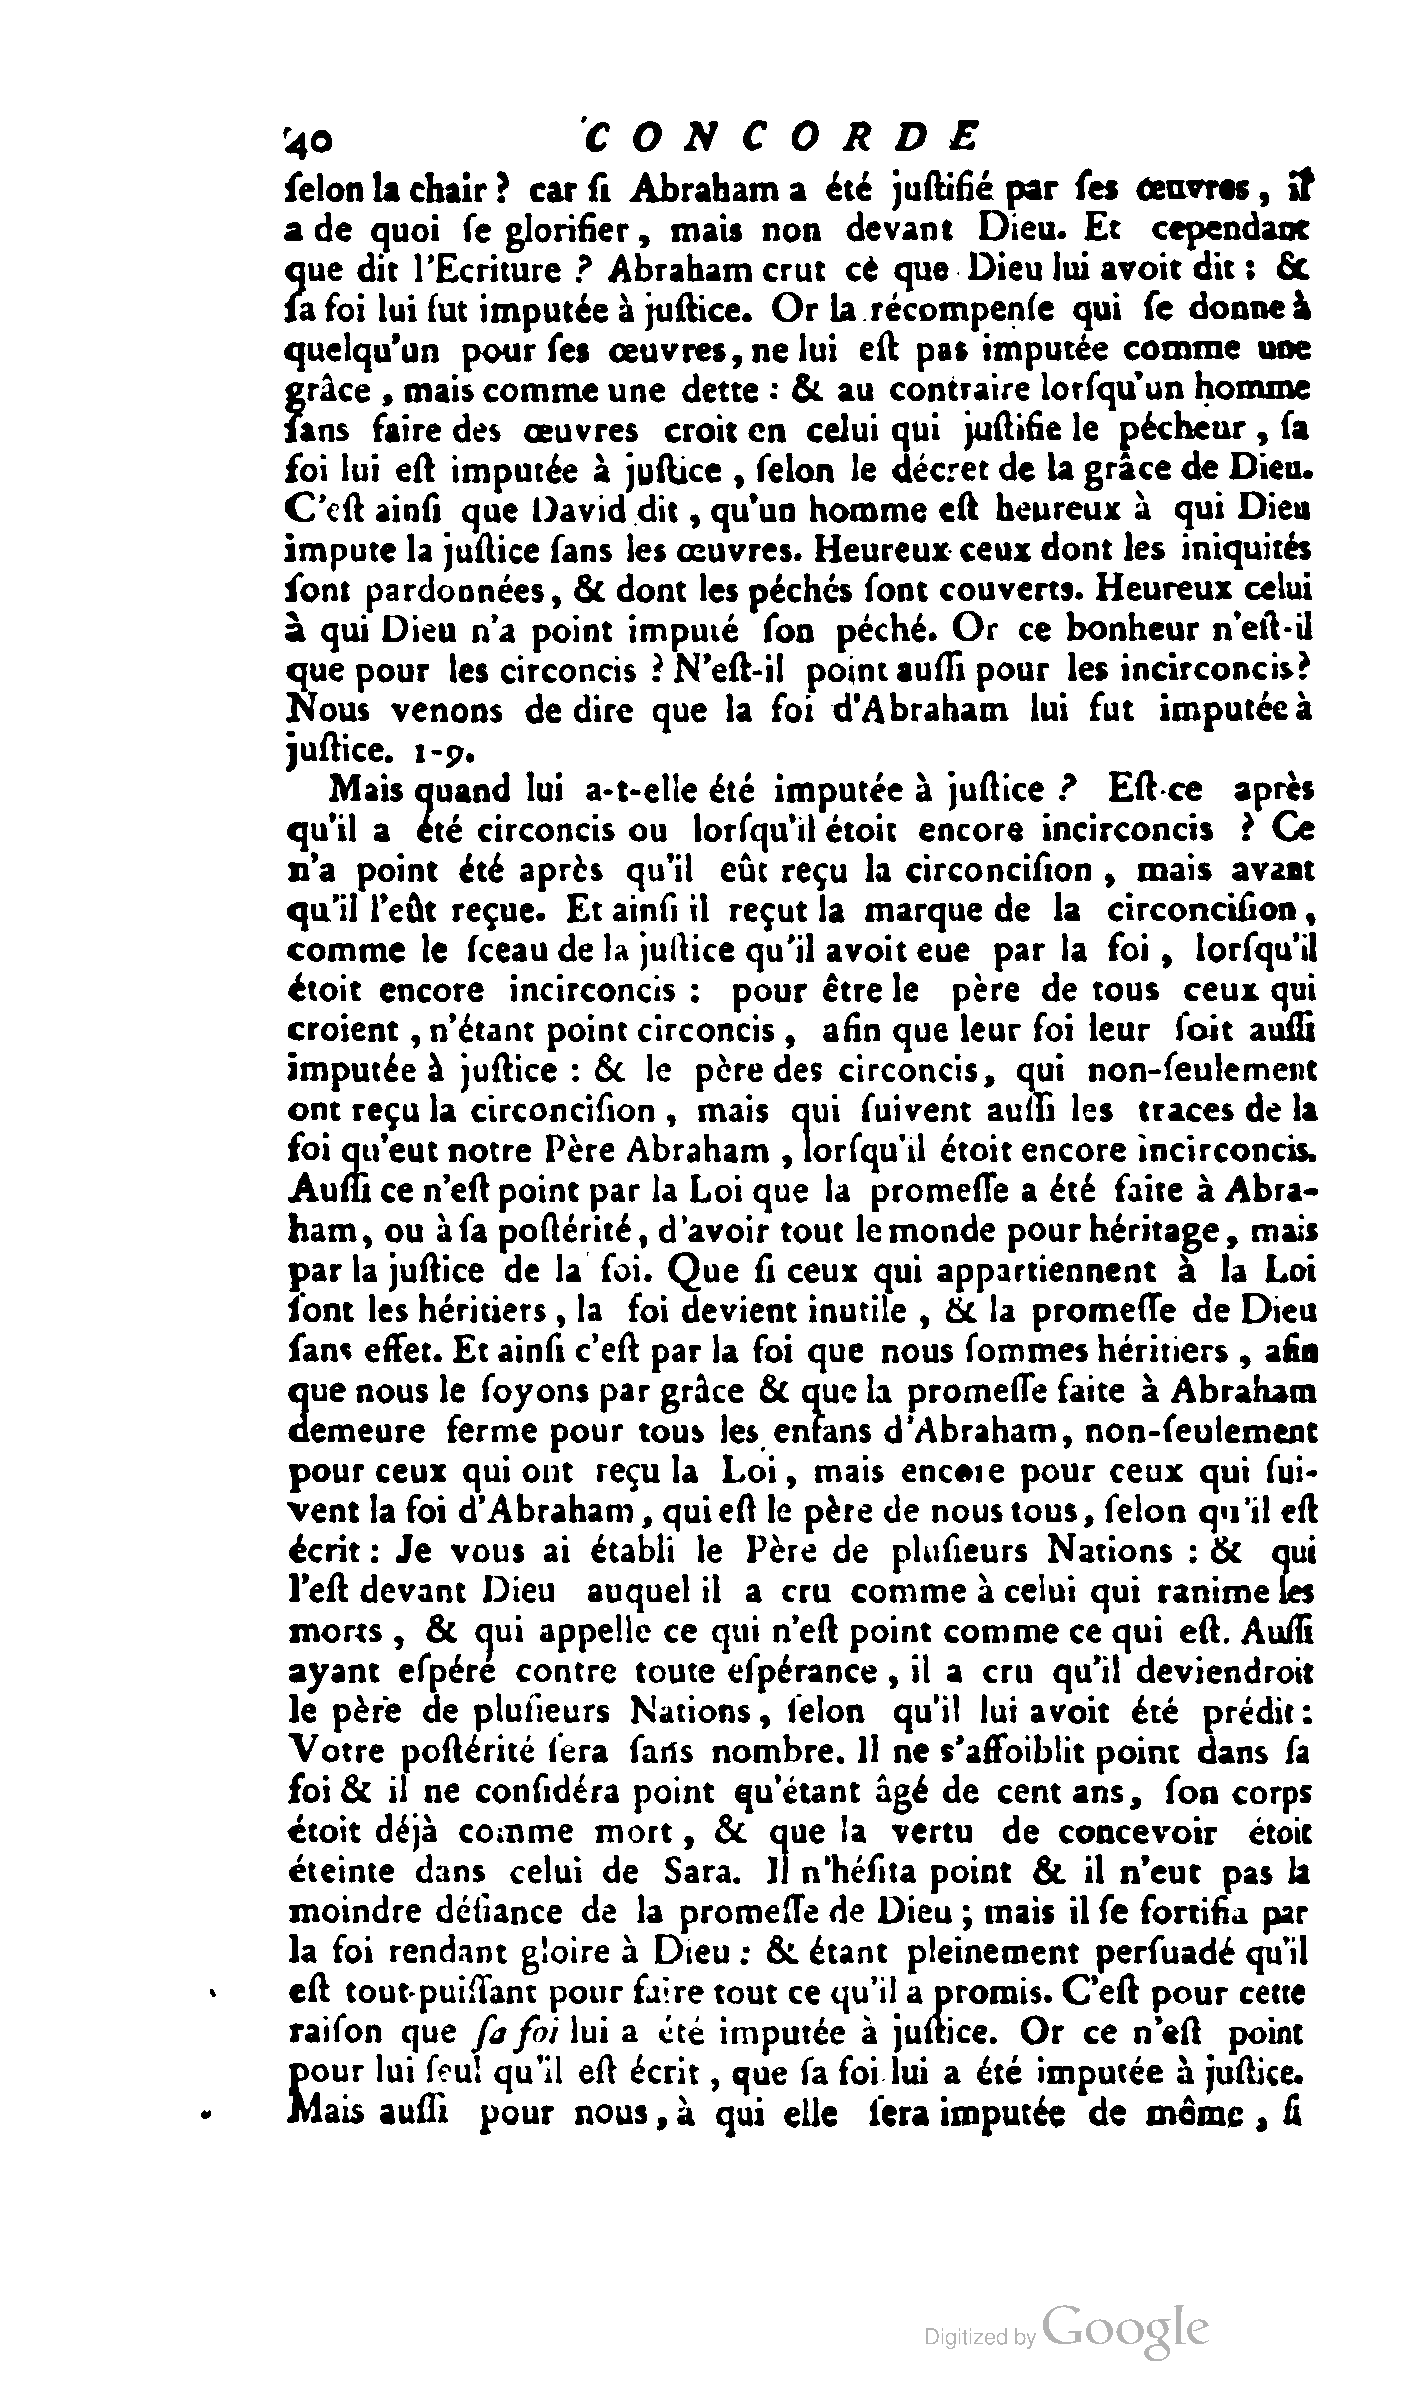 40 CONCORDE
ſelon la chair ? car ſi Abraham a été juſtifié par ſes œuvres, il
a de quoi ſe glorifier, mais non devant Dieu. Et cependant
que dit l'Ecriture ? Abraham crut ce que Dieu lui avoit dit : &
ſa foi lui fut imputée à juſtice. Or la récompenſe qui ſe donne à
quelqu'un pour ſes œuvres, ne lui eſt pas imputée comme une
grâce, mais comme une dette : & au contraire lorſqu'un homme
ſans faire des œuvres croit en celui qui juſtifie le pécheur, ſa
foi lui eſt imputée à juſtice, ſelon le décret de la grâce de Dieu.
C'eſt ainſi que David dit, qu'un homme eſt heureux à qui Dieu
impute la juſtice ſans les œuvres. Heureux ceux dont les iniquités
ſont pardonnées, & dont les péchés ſont couverts. Heureux celui
à qui Dieu n'a point imputé ſon péché. Or ce bonheur n'eſt-il
que pour les circoncis ? N'eſt-il point auſſi pour les incirconcis?
Nous venons de dire que la foi d'Abraham lui fut imputée à
juſtice. 1-9.
Mais quand lui a-t-elle été imputée à juſtice ? Eſt-ce après
qu'il a été circoncis ou lorſqu'il étoit encore incirconcis ? Ce
n'a point été après qu'il eût reçu la circonciſion, mais avant
qu'il l'eût reçue. Et ainſi il reçut la marque de la circonciſion,
comme le ſceau de la juſtice qu'il avoit eue par la foi, lorſqu'il
étoit encore incirconcis : pour être le père de tous ceux qui
croient, n'étant point circoncis, afin que leur foi leur ſoit auſſi
imputée à juſtice : & le père des circoncis, qui non-ſeulement
ont reçu la circonciſion, mais qui ſuivent auſſi les traces de la
foi qu'eut notre Père Abraham, lorſqu'il étoit encore incirconcis.
Auſſi ce n'eſt point par la Loi que la promeſſe a été faite à Abra-
ham, ou à ſa poſtérité, d'avoir tout le monde pour héritage, mais
par la juſtice de la foi. Que ſi ceux qui appartiennent à la Loi
ſont les héritiers, la foi devient inutile, & la promeſſe de Dieu
ſans effet. Et ainſi c'eſt par la foi que nous ſommes héritiers, afin
que nous le ſoyons par grâce & que la promeſſe faite à Abraham
demeure ferme pour tous les enfans d'Abraham, non-ſeulement
pour ceux qui ont reçu la Loi, mais encore pour ceux qui ſui-
vent la foi d'Abraham, qui eſt le père de nous tous, ſelon qu'il eſt
écrit : Je vous ai établi le Père de pluſieurs Nations : & qui
l'eſt devant Dieu auquel il a cru comme à celui qui ranime les
morts, & qui appelle ce qui n'eſt point comme ce qui eſt. Auſſi
ayant eſpéré contre toute eſpérance, il a cru qu'il deviendroit
le père de pluſieurs Nations, ſelon qu'il lui avoit été prédit :
Votre poſtérité ſera ſans nombre. Il ne s'affoiblit point dans ſa
foi & il ne conſidéra point qu'étant âgé de cent ans, ſon corps
étoit déjà comme mort, & que la vertu de concevoir étoit
éteinte dans celui de Sara. Il n'héſita point & il n'eut pas la
moindre défiance de la promeſſe de Dieu ; mais il ſe fortifia par
la foi rendant gloire à Dieu : & étant pleinement perſuadé qu'il
eſt tout-puiſſant pour faire tout ce qu'il a promis. C'eſt pour cette
raiſon que ſa foi lui a été imputée à juſtice. Or ce n'eſt point
pour lui ſeul qu'il eſt écrit, que ſa foi lui a été imputée à juſtice.
Mais auſſi pour nous, à qui elle ſera imputée de même, ſi
Digitized by Google